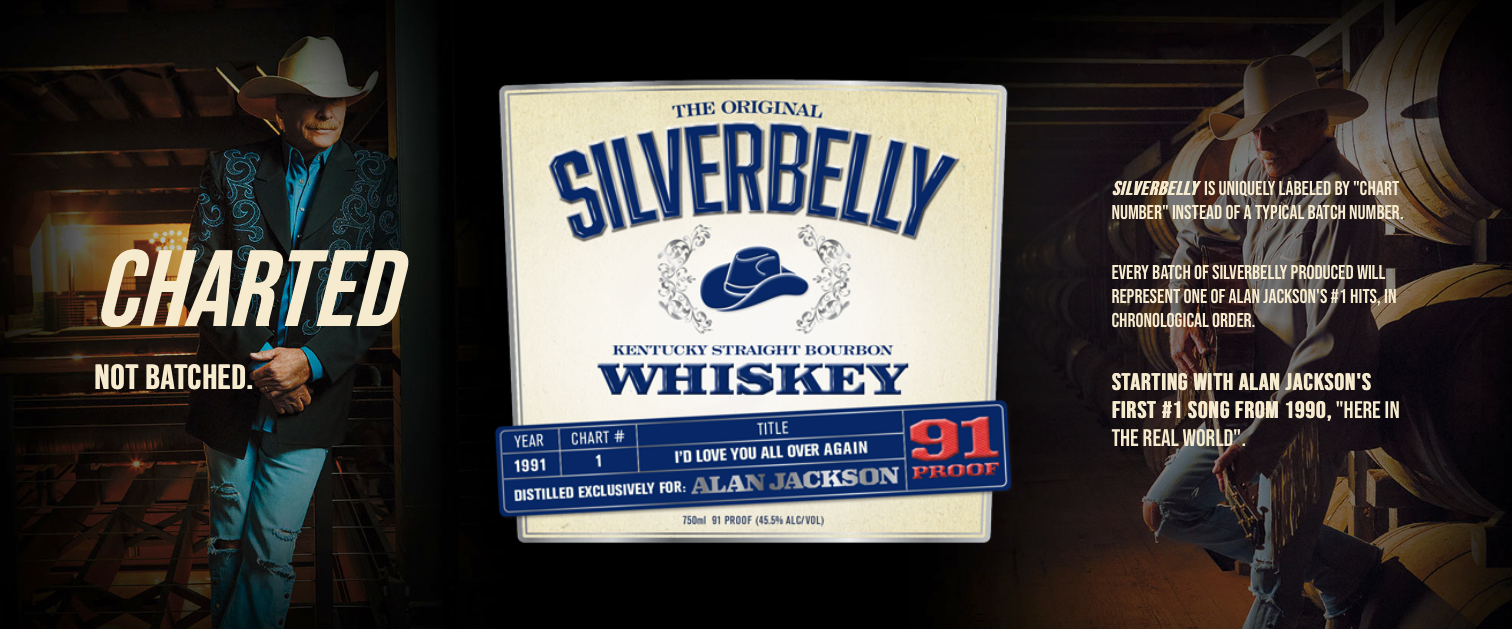 CHARTED
NOT BATCHED.
THE ORIGINAL
SILVERBELLY
KENTUCKY STRAIGHT BOURBON
WHISKEY
YEAR CHART # TITLE
1991 1 I'D LOVE YOU ALL OVER AGAIN
91
PROOF
DISTILLED EXCLUSIVELY FOR: ALAN JACKSON
750ml 91 PROOF (45.5% ALC/VOL)
SILVERBELLY IS UNIQUELY LABELED BY "CHART
NUMBER" INSTEAD OF A TYPICAL BATCH NUMBER.
EVERY BATCH OF SILVERBELLY PRODUCED WILL
REPRESENT ONE OF ALAN JACKSON'S #1 HITS, IN
CHRONOLOGICAL ORDER.
STARTING WITH ALAN JACKSON'S
FIRST #1 SONG FROM 1990, "HERE IN
THE REAL WORLD".